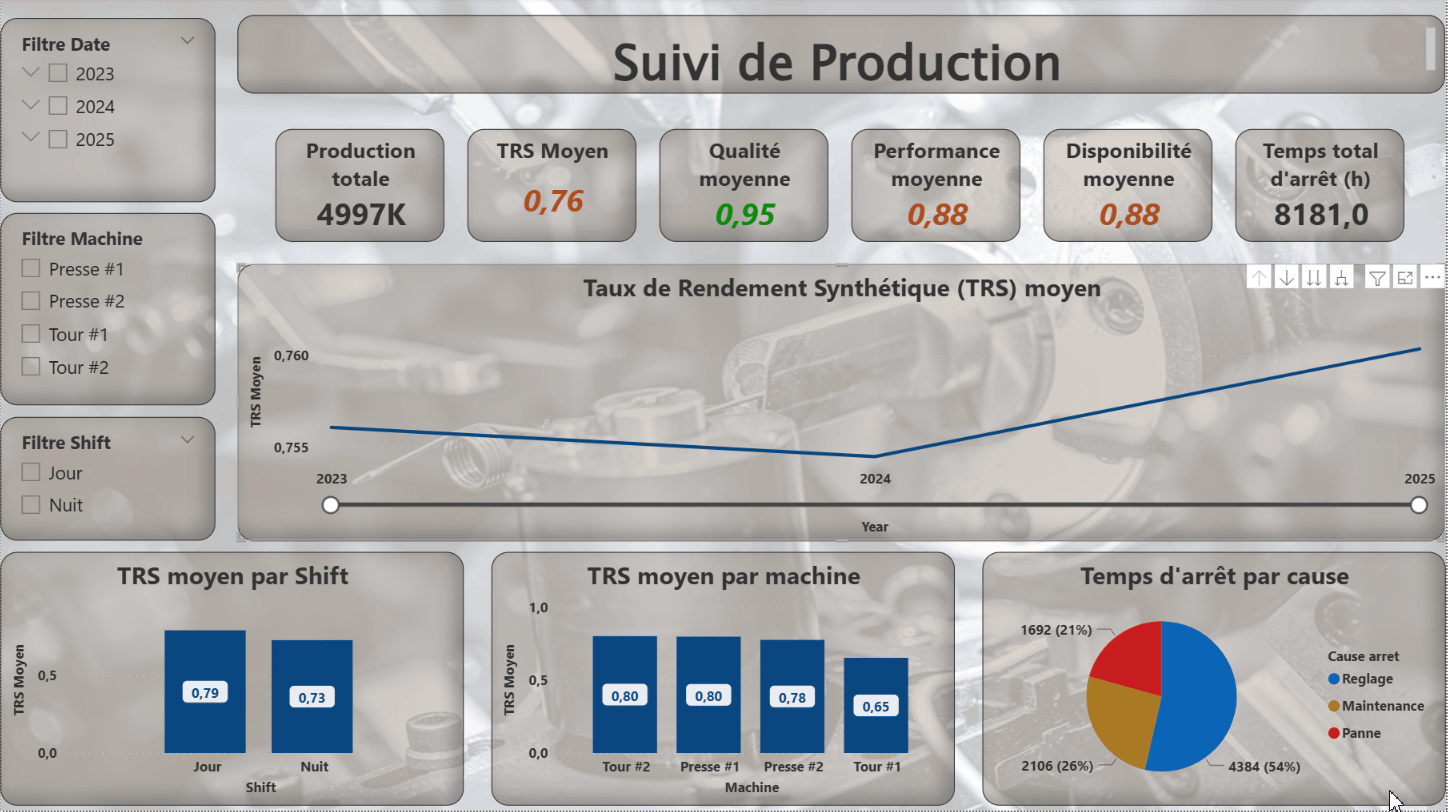 Filtre Date
2023
2024
2025
Filtre Machine
Presse #1
Presse #2
Tour #1
Tour #2
Filtre Shift
Jour
Nuit
Suivi de Production
Production
totale
4997K
TRS Moyen
0,76
Qualité
moyenne
0,95
Performance
moyenne
0,88
Disponibilité
moyenne
0,88
Temps total
d'arrêt (h)
8181,0
Taux de Rendement Synthétique (TRS) moyen
TRS Moyen
0,760
0,755
2023
2024
2025
Year
TRS moyen par Shift
TRS Moyen
0,5
0,0
0,79
0,73
Jour
Nuit
Shift
TRS moyen par machine
TRS Moyen
1,0
0,5
0,0
0,80
0,80
0,78
0,65
Tour #2
Presse #1
Presse #2
Tour #1
Machine
Temps d'arrêt par cause
1692 (21%)
2106 (26%)
4384 (54%)
Cause arret
Reglage
Maintenance
Panne